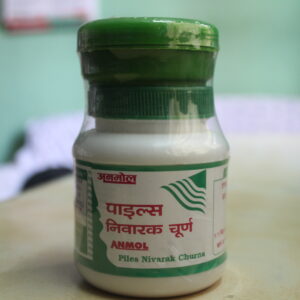 अनमोल
पाइल्स
निवारक चूर्ण
ANMOL
Piles Nivarak Churna